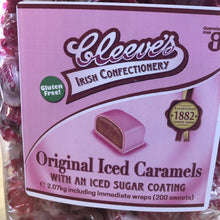 Cleeve's
IRISH CONFECTIONERY
Gluten
Free!
8
1882
Original Iced Caramels
WITH AN ICED SUGAR COATING
℮ 2.07kg including immediate wraps (200 sweets)